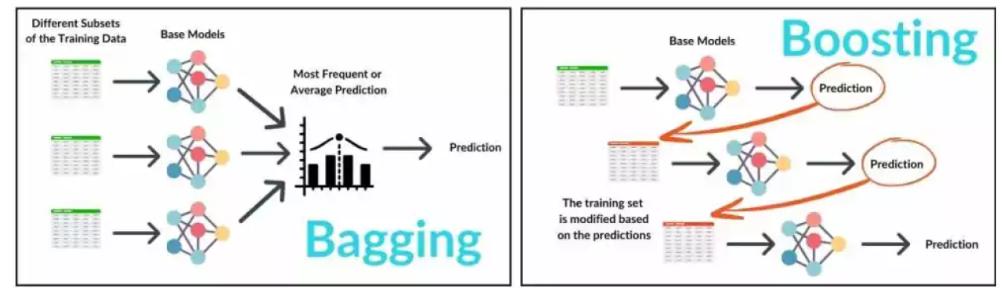 Different Subsets
of the Training Data
Base Models
Most Frequent or
Average Prediction
Prediction
Bagging
Boosting
Base Models
Prediction
Prediction
The training set
is modified based
on the predictions
Prediction